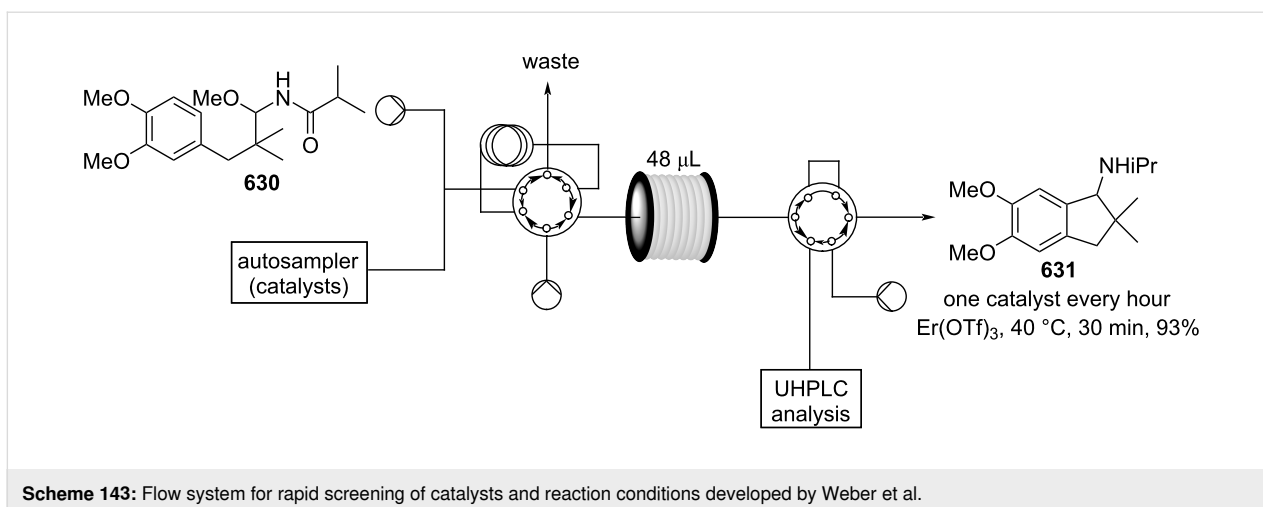 waste
MeO
MeO
MeO
H
N
O
630
48 μL
autosampler
(catalysts)
UHPLC
analysis
NHiPr
MeO
MeO
631
one catalyst every hour
Er(OTf)₃, 40 °C, 30 min, 93%
Scheme 143: Flow system for rapid screening of catalysts and reaction conditions developed by Weber et al.